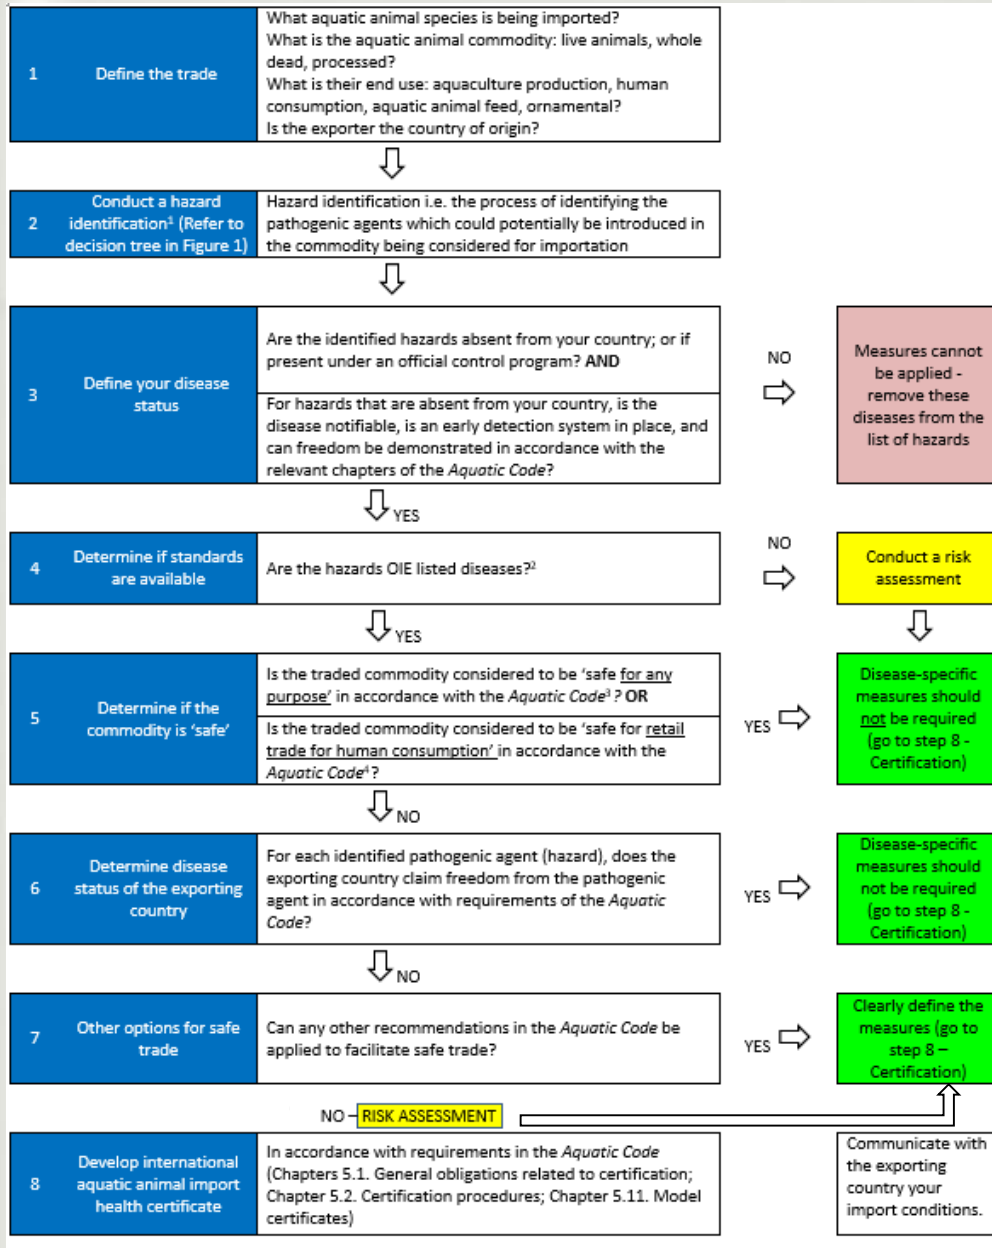 1
Define the trade
What aquatic animal species is being imported?
What is the aquatic animal commodity: live animals, whole
dead, processed?
What is their end use: aquaculture production, human
consumption, aquatic animal feed, ornamental?
Is the exporter the country of origin?
2
Conduct a hazard
identification¹ (Refer to
decision tree in Figure 1)
Hazard identification i.e. the process of identifying the
pathogenic agents which could potentially be introduced in
the commodity being considered for importation
3
Define your disease
status
Are the identified hazards absent from your country; or if
present under an official control program? AND
For hazards that are absent from your country, is the
disease notifiable, is an early detection system in place, and
can freedom be demonstrated in accordance with the
relevant chapters of the Aquatic Code?
NO
Measures cannot
be applied -
remove these
diseases from the
list of hazards
YES
4
Determine if standards
are available
Are the hazards OIE listed diseases?²
NO
Conduct a risk
assessment
YES
5
Determine if the
commodity is ‘safe’
Is the traded commodity considered to be ‘safe for any
purpose’ in accordance with the Aquatic Code³ ? OR
Is the traded commodity considered to be ‘safe for retail
trade for human consumption’ in accordance with the
Aquatic Code⁴?
YES
Disease-specific
measures should
not be required
(go to step 8 -
Certification)
NO
6
Determine disease
status of the exporting
country
For each identified pathogenic agent (hazard), does the
exporting country claim freedom from the pathogenic
agent in accordance with requirements of the Aquatic
Code?
YES
Disease-specific
measures should
not be required
(go to step 8 -
Certification)
NO
7
Other options for safe
trade
Can any other recommendations in the Aquatic Code be
applied to facilitate safe trade?
YES
Clearly define the
measures (go to
step 8 –
Certification)
NO – RISK ASSESSMENT
8
Develop international
aquatic animal import
health certificate
In accordance with requirements in the Aquatic Code
(Chapters 5.1. General obligations related to certification;
Chapter 5.2. Certification procedures; Chapter 5.11. Model
certificates)
Communicate with
the exporting
country your
import conditions.